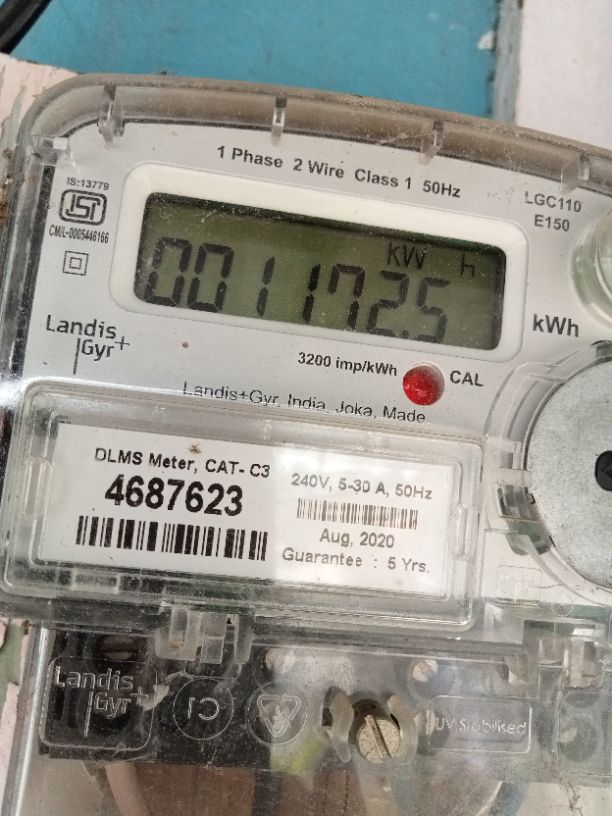 1 Phase 2 Wire Class 1 50Hz
IS:13779
ISI
CM/L-0005446166
LGC110
E150
kW h
001172.5
kWh
Landis
Gyr+
3200 imp/kWh
CAL
Landis+Gyr, India, Joka, Made
DLMS Meter, CAT- C3
4687623
240V, 5-30 A, 50Hz
Aug, 2020
Guarantee : 5 Yrs.
Landis
Gyr+
C1
UV Stabilised